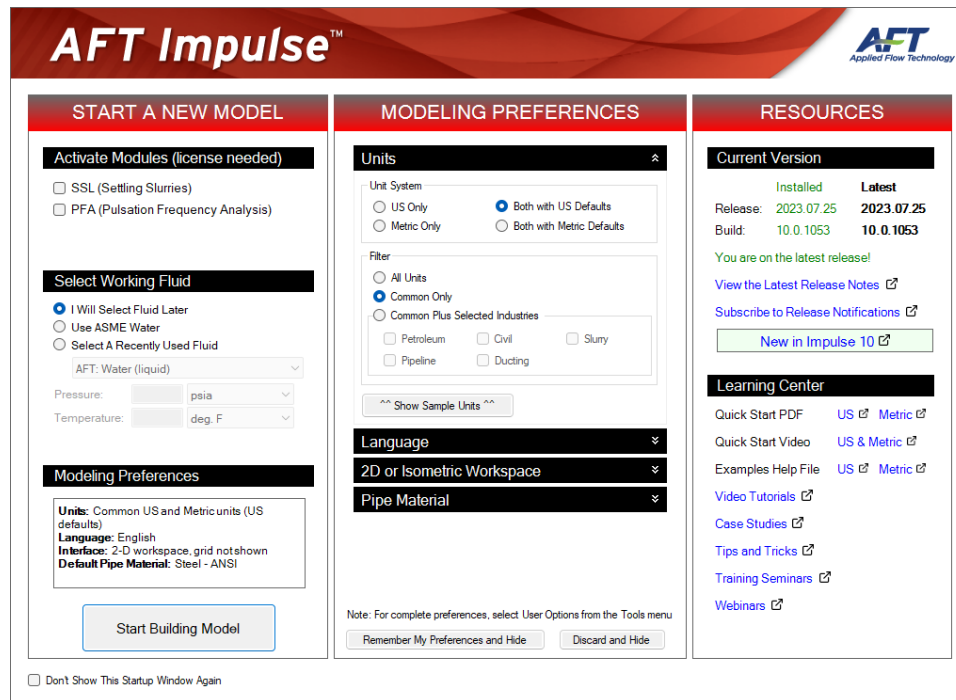 AFT Impulse™
AFT
Applied Flow Technology
START A NEW MODEL
Activate Modules (license needed)
SSL (Settling Slurries)
PFA (Pulsation Frequency Analysis)
Select Working Fluid
I Will Select Fluid Later
Use ASME Water
Select A Recently Used Fluid
AFT: Water (liquid)
Pressure: psia
Temperature: deg. F
Modeling Preferences
Units: Common US and Metric units (US
defaults)
Language: English
Interface: 2-D workspace, grid not shown
Default Pipe Material: Steel - ANSI
Start Building Model
MODELING PREFERENCES
Units
Unit System
US Only Both with US Defaults
Metric Only Both with Metric Defaults
Filter
All Units
Common Only
Common Plus Selected Industries
Petroleum Civil Slurry
Pipeline Ducting
^^ Show Sample Units ^^
Language
2D or Isometric Workspace
Pipe Material
Note: For complete preferences, select User Options from the Tools menu
Remember My Preferences and Hide Discard and Hide
RESOURCES
Current Version
Installed Latest
Release: 2023.07.25 2023.07.25
Build: 10.0.1053 10.0.1053
You are on the latest release!
View the Latest Release Notes
Subscribe to Release Notifications
New in Impulse 10
Learning Center
Quick Start PDF US Metric
Quick Start Video US & Metric
Examples Help File US Metric
Video Tutorials
Case Studies
Tips and Tricks
Training Seminars
Webinars
Don't Show This Startup Window Again